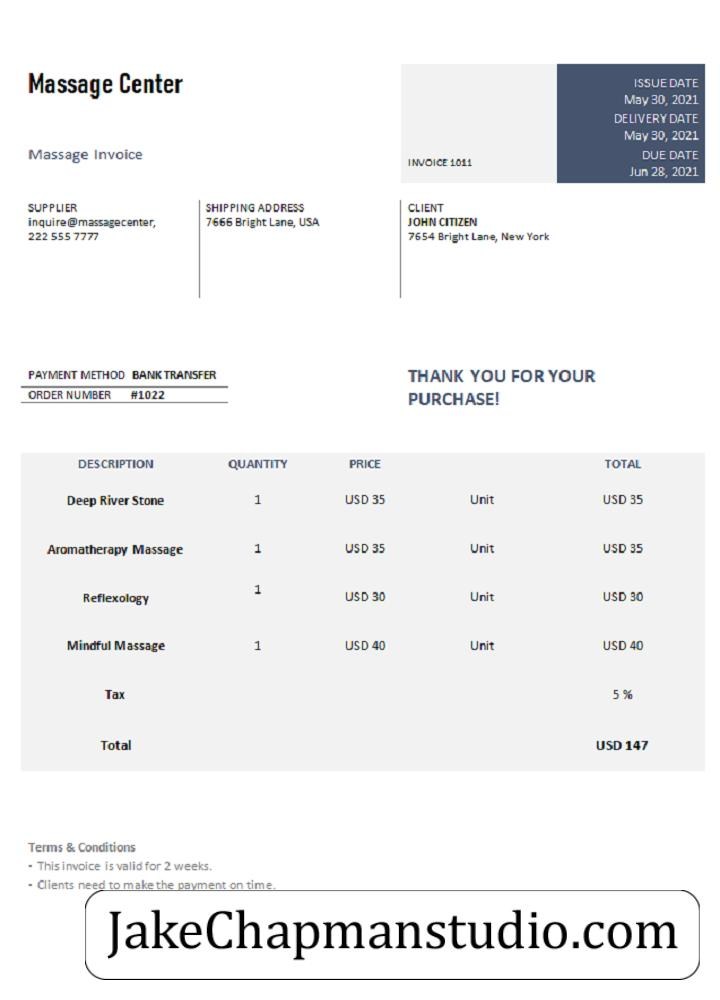 Massage Center
Massage Invoice
INVOICE 1011
ISSUE DATE
May 30, 2021
DELIVERY DATE
May 30, 2021
DUE DATE
Jun 28, 2021
SUPPLIER
inquire@massagecenter,
222 555 7777
SHIPPING ADDRESS
7666 Bright Lane, USA
CLIENT
JOHN CITIZEN
7654 Bright Lane, New York
PAYMENT METHOD BANK TRANSFER
ORDER NUMBER #1022
THANK YOU FOR YOUR
PURCHASE!
DESCRIPTION QUANTITY PRICE TOTAL
Deep River Stone 1 USD 35 Unit USD 35
Aromatherapy Massage 1 USD 35 Unit USD 35
Reflexology 1 USD 30 Unit USD 30
Mindful Massage 1 USD 40 Unit USD 40
Tax 5 %
Total USD 147
Terms & Conditions
- This invoice is valid for 2 weeks.
- Clients need to make the payment on time.
JakeChapmanstudio.com